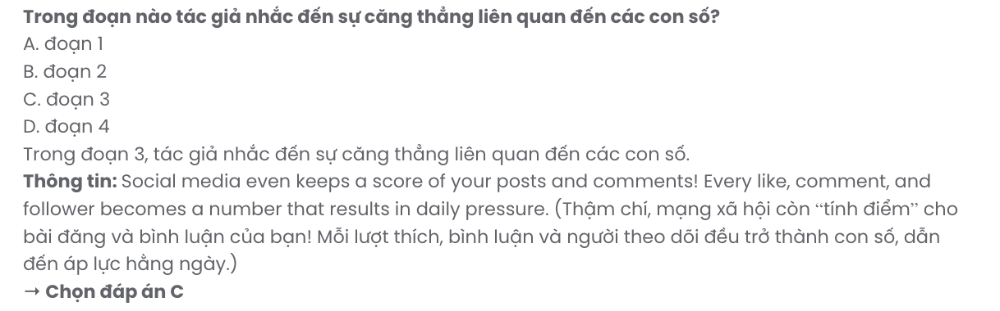 Trong đoạn nào tác giả nhắc đến sự căng thẳng liên quan đến các con số?
A. đoạn 1
B. đoạn 2
C. đoạn 3
D. đoạn 4
Trong đoạn 3, tác giả nhắc đến sự căng thẳng liên quan đến các con số.
Thông tin: Social media even keeps a score of your posts and comments! Every like, comment, and
follower becomes a number that results in daily pressure. (Thậm chí, mạng xã hội còn “tính điểm” cho
bài đăng và bình luận của bạn! Mỗi lượt thích, bình luận và người theo dõi đều trở thành con số, dẫn
đến áp lực hằng ngày.)
→ Chọn đáp án C